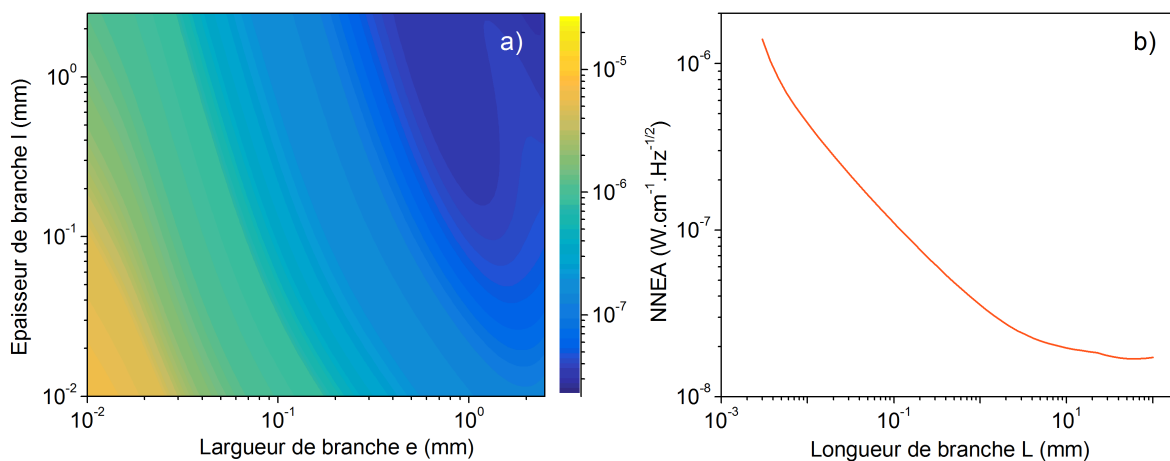 a)
Epaisseur de branche l (mm)
10^0
10^-1
10^-2
10^-2
10^-1
10^0
Largueur de branche e (mm)
10^-5
10^-6
10^-7
b)
NNEA (W.cm^-1.Hz^-1/2)
10^-6
10^-7
10^-8
10^-3
10^-1
10^1
Longueur de branche L (mm)